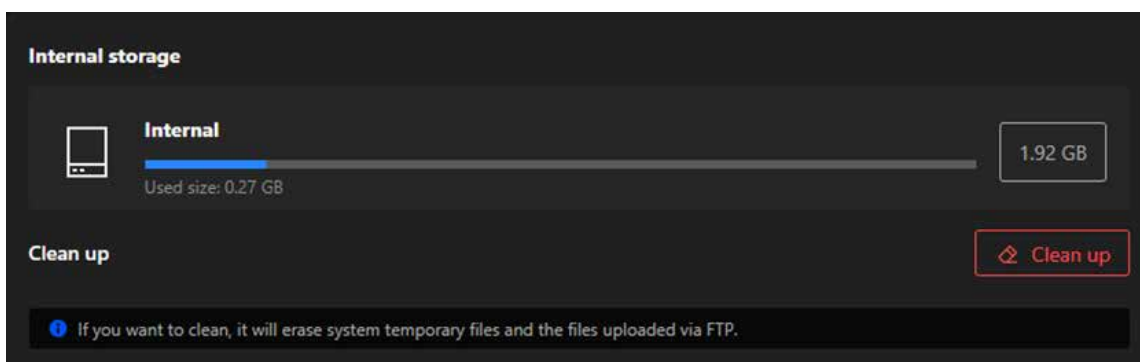 Internal storage
Internal
1.92 GB
Used size: 0.27 GB
Clean up
Clean up
If you want to clean, it will erase system temporary files and the files uploaded via FTP.